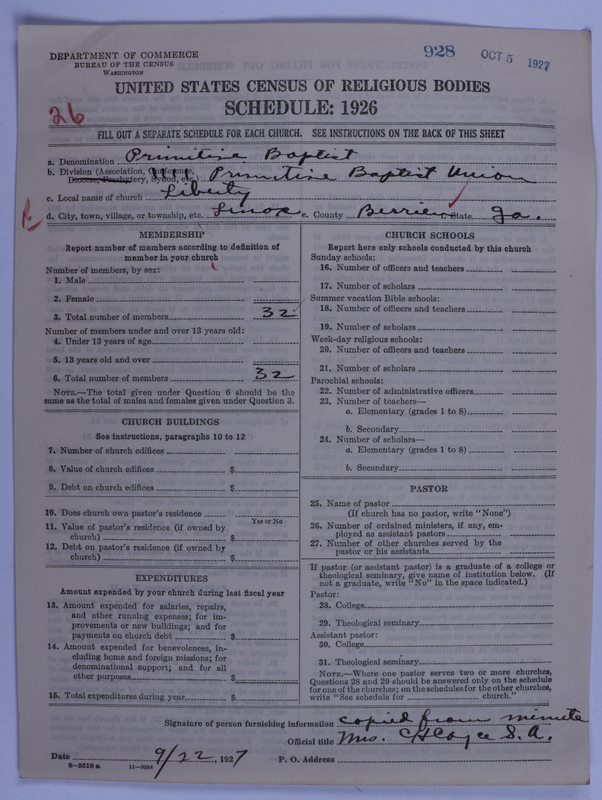 DEPARTMENT OF COMMERCE
BUREAU OF THE CENSUS
WASHINGTON
928 OCT 5 1927
UNITED STATES CENSUS OF RELIGIOUS BODIES
SCHEDULE: 1926
26
FILL OUT A SEPARATE SCHEDULE FOR EACH CHURCH. SEE INSTRUCTIONS ON THE BACK OF THIS SHEET
a. Denomination Primitive Baptist
b. Division (Association, Conference, Diocese, Presbytery, Synod, etc.) Primitive Baptist Union
c. Local name of church Liberty
d. City, town, village, or township, etc. Lenox e. County Berrien State Ga.
MEMBERSHIP
Report number of members according to definition of
member in your church
Number of members, by sex:
1. Male
2. Female
3. Total number of members 32
Number of members under and over 13 years old:
4. Under 13 years of age
5. 13 years old and over
6. Total number of members 32
NOTE.—The total given under Question 6 should be the
same as the total of males and females given under Question 3.
CHURCH BUILDINGS
See instructions, paragraphs 10 to 12
7. Number of church edifices
8. Value of church edifices $
9. Debt on church edifices $
10. Does church own pastor's residence
Yes or No
11. Value of pastor's residence (if owned by
church) $
12. Debt on pastor's residence (if owned by
church) $
EXPENDITURES
Amount expended by your church during last fiscal year
13. Amount expended for salaries, repairs,
and other running expenses; for im-
provements or new buildings; and for
payments on church debt $
14. Amount expended for benevolences, in-
cluding home and foreign missions; for
denominational support; and for all
other purposes $
15. Total expenditures during year $
CHURCH SCHOOLS
Report here only schools conducted by this church
Sunday schools:
16. Number of officers and teachers
17. Number of scholars
Summer vacation Bible schools:
18. Number of officers and teachers
19. Number of scholars
Week-day religious schools:
20. Number of officers and teachers
21. Number of scholars
Parochial schools:
22. Number of administrative officers
23. Number of teachers—
a. Elementary (grades 1 to 8)
b. Secondary
24. Number of scholars—
a. Elementary (grades 1 to 8)
b. Secondary
PASTOR
25. Name of pastor
(If church has no pastor, write "None")
26. Number of ordained ministers, if any, em-
ployed as assistant pastors
27. Number of other churches served by the
pastor or his assistants
If pastor (or assistant pastor) is a graduate of a college or
theological seminary, give name of institution below. (If
not a graduate, write "No" in the space indicated.)
Pastor:
28. College
29. Theological seminary
Assistant pastor:
30. College
31. Theological seminary
NOTE.—Where one pastor serves two or more churches,
Questions 28 and 29 should be answered only on the schedule
for one of the churches; on the schedules for the other churches,
write "See schedule for church."
Signature of person furnishing information copied from minute
Official title Mrs. S. A.
Date 9/22, 1927 P. O. Address
8-5518a 11-9084